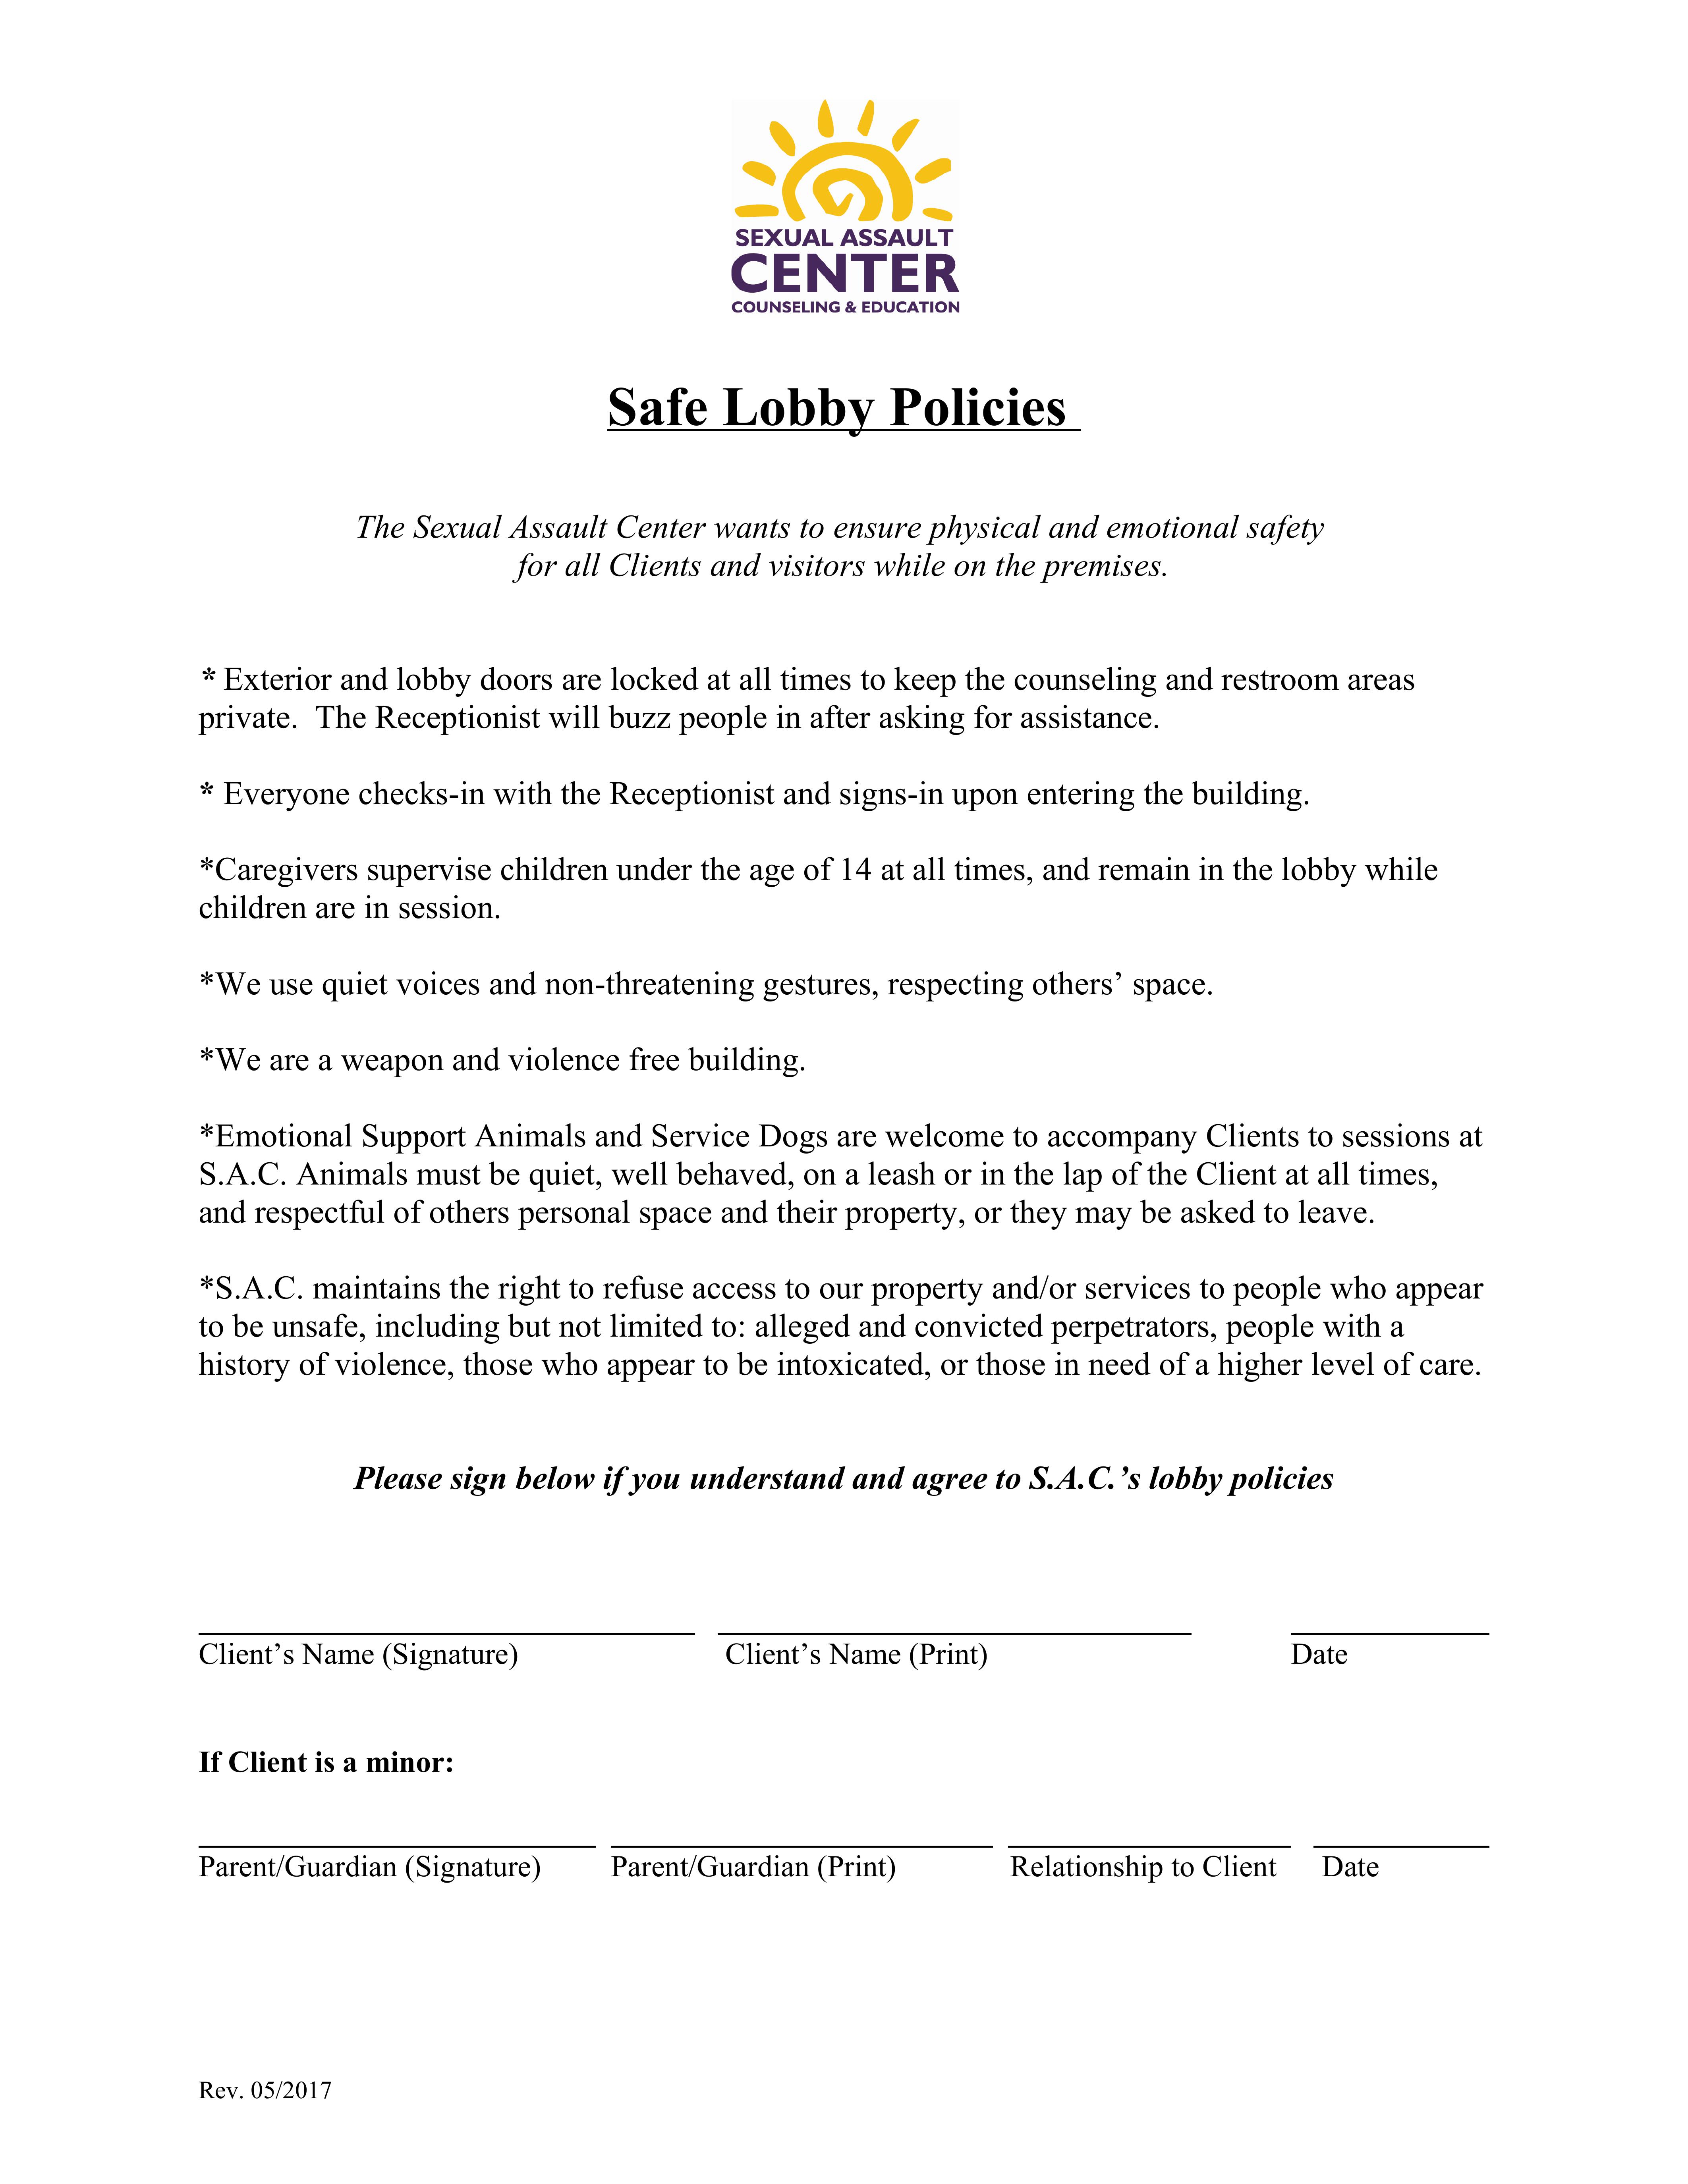 SEXUAL ASSAULT
CENTER
COUNSELING & EDUCATION
Safe Lobby Policies
The Sexual Assault Center wants to ensure physical and emotional safety
for all Clients and visitors while on the premises.
* Exterior and lobby doors are locked at all times to keep the counseling and restroom areas
private.  The Receptionist will buzz people in after asking for assistance.
* Everyone checks-in with the Receptionist and signs-in upon entering the building.
*Caregivers supervise children under the age of 14 at all times, and remain in the lobby while
children are in session.
*We use quiet voices and non-threatening gestures, respecting others’ space.
*We are a weapon and violence free building.
*Emotional Support Animals and Service Dogs are welcome to accompany Clients to sessions at
S.A.C. Animals must be quiet, well behaved, on a leash or in the lap of the Client at all times,
and respectful of others personal space and their property, or they may be asked to leave.
*S.A.C. maintains the right to refuse access to our property and/or services to people who appear
to be unsafe, including but not limited to: alleged and convicted perpetrators, people with a
history of violence, those who appear to be intoxicated, or those in need of a higher level of care.
Please sign below if you understand and agree to S.A.C.’s lobby policies
Client’s Name (Signature) Client’s Name (Print) Date
If Client is a minor:
Parent/Guardian (Signature) Parent/Guardian (Print) Relationship to Client Date
Rev. 05/2017